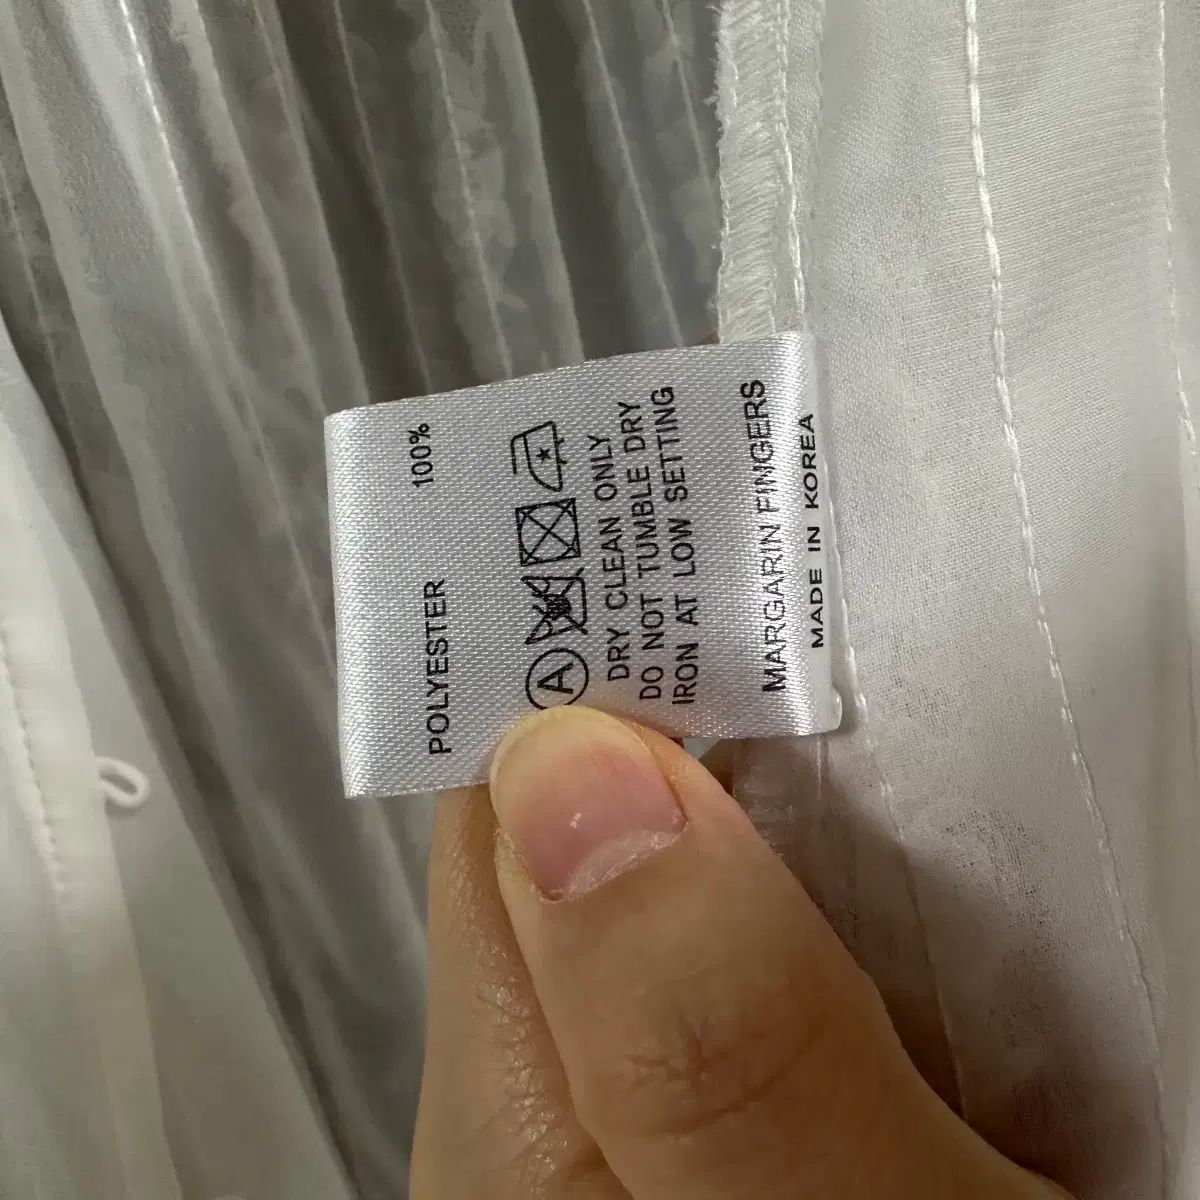 POLYESTER 100%
A
DRY CLEAN ONLY
DO NOT TUMBLE DRY
IRON AT LOW SETTING
MARGARIN FINGERS
MADE IN KOREA